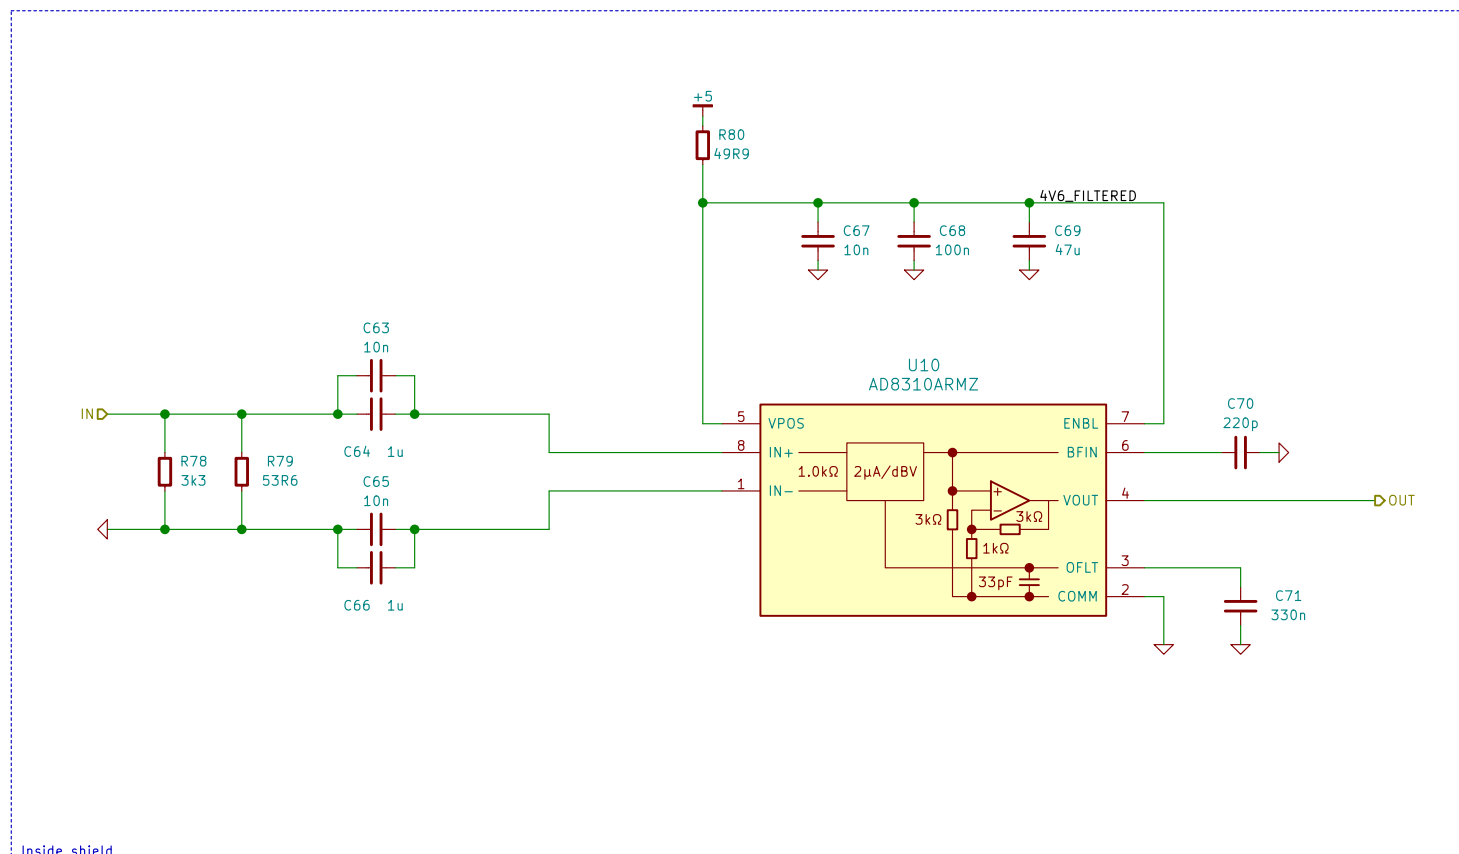 +5
R80
49R9
4V6_FILTERED
C67
10n
C68
100n
C69
47u
C63
10n
IN
C64 1u
R78
3k3
R79
53R6
C65
10n
C66 1u
U10
AD8310ARMZ
5
VPOS
ENBL
7
8
IN+
BFIN
6
1
IN-
1.0kΩ
2µA/dBV
+
-
VOUT
4
3kΩ
3kΩ
1kΩ
OFLT
3
33pF
COMM
2
C70
220p
OUT
C71
330n
Inside shield